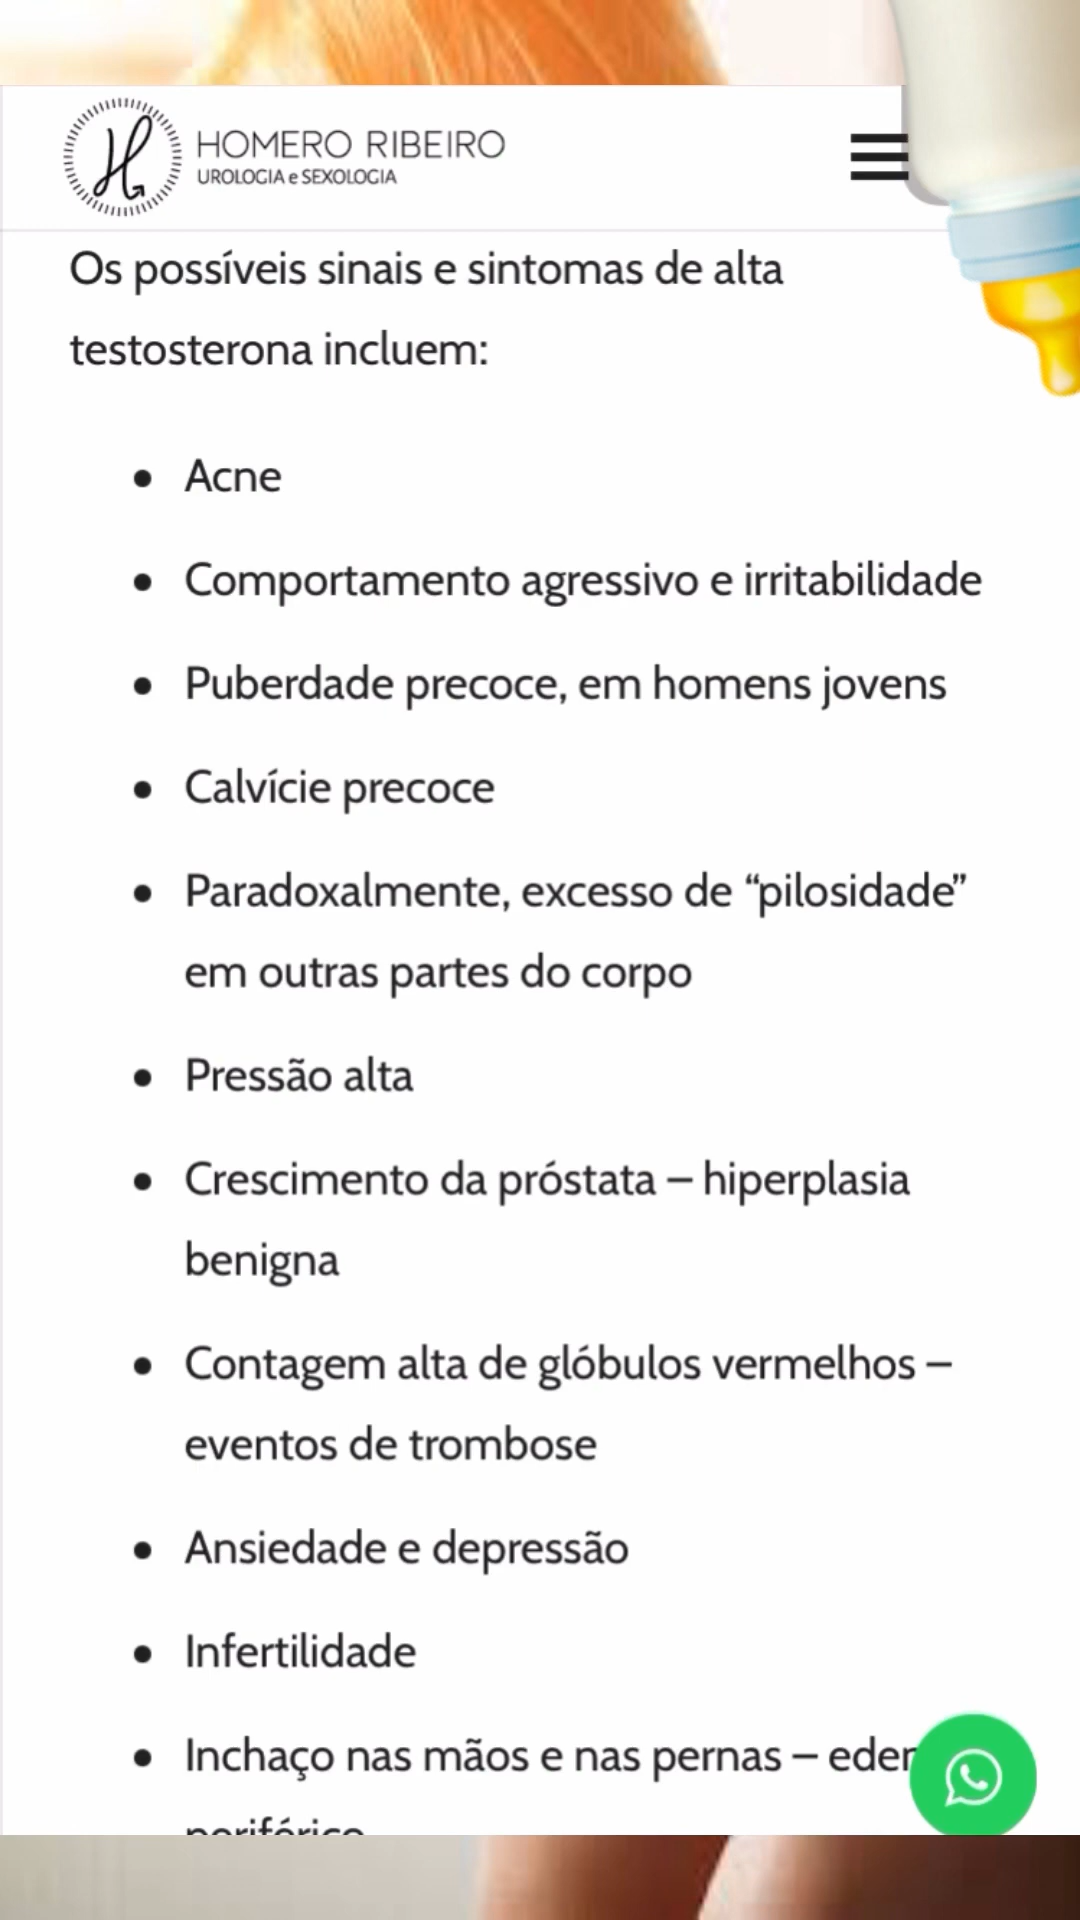 HOMERO RIBEIRO
UROLOGIA e SEXOLOGIA
Os possíveis sinais e sintomas de alta
testosterona incluem:
Acne
Comportamento agressivo e irritabilidade
Puberdade precoce, em homens jovens
Calvície precoce
Paradoxalmente, excesso de “pilosidade”
em outras partes do corpo
Pressão alta
Crescimento da próstata – hiperplasia
benigna
Contagem alta de glóbulos vermelhos –
eventos de trombose
Ansiedade e depressão
Infertilidade
Inchaço nas mãos e nas pernas –